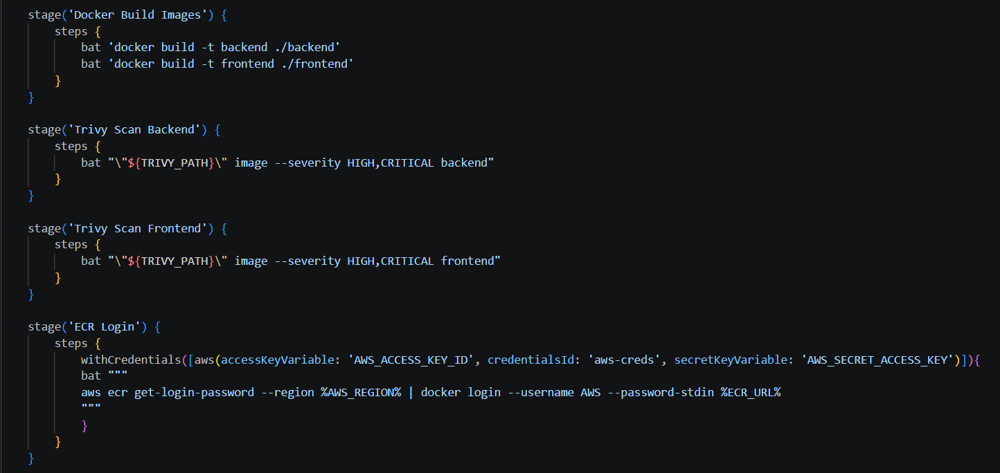 stage('Docker Build Images') {
    steps {
        bat 'docker build -t backend ./backend'
        bat 'docker build -t frontend ./frontend'
    }
}

stage('Trivy Scan Backend') {
    steps {
        bat "\"${TRIVY_PATH}\" image --severity HIGH,CRITICAL backend"
    }
}

stage('Trivy Scan Frontend') {
    steps {
        bat "\"${TRIVY_PATH}\" image --severity HIGH,CRITICAL frontend"
    }
}

stage('ECR Login') {
    steps {
        withCredentials([aws(accessKeyVariable: 'AWS_ACCESS_KEY_ID', credentialsId: 'aws-creds', secretKeyVariable: 'AWS_SECRET_ACCESS_KEY')]){
        bat """
        aws ecr get-login-password --region %AWS_REGION% | docker login --username AWS --password-stdin %ECR_URL%
        """
        }
    }
}